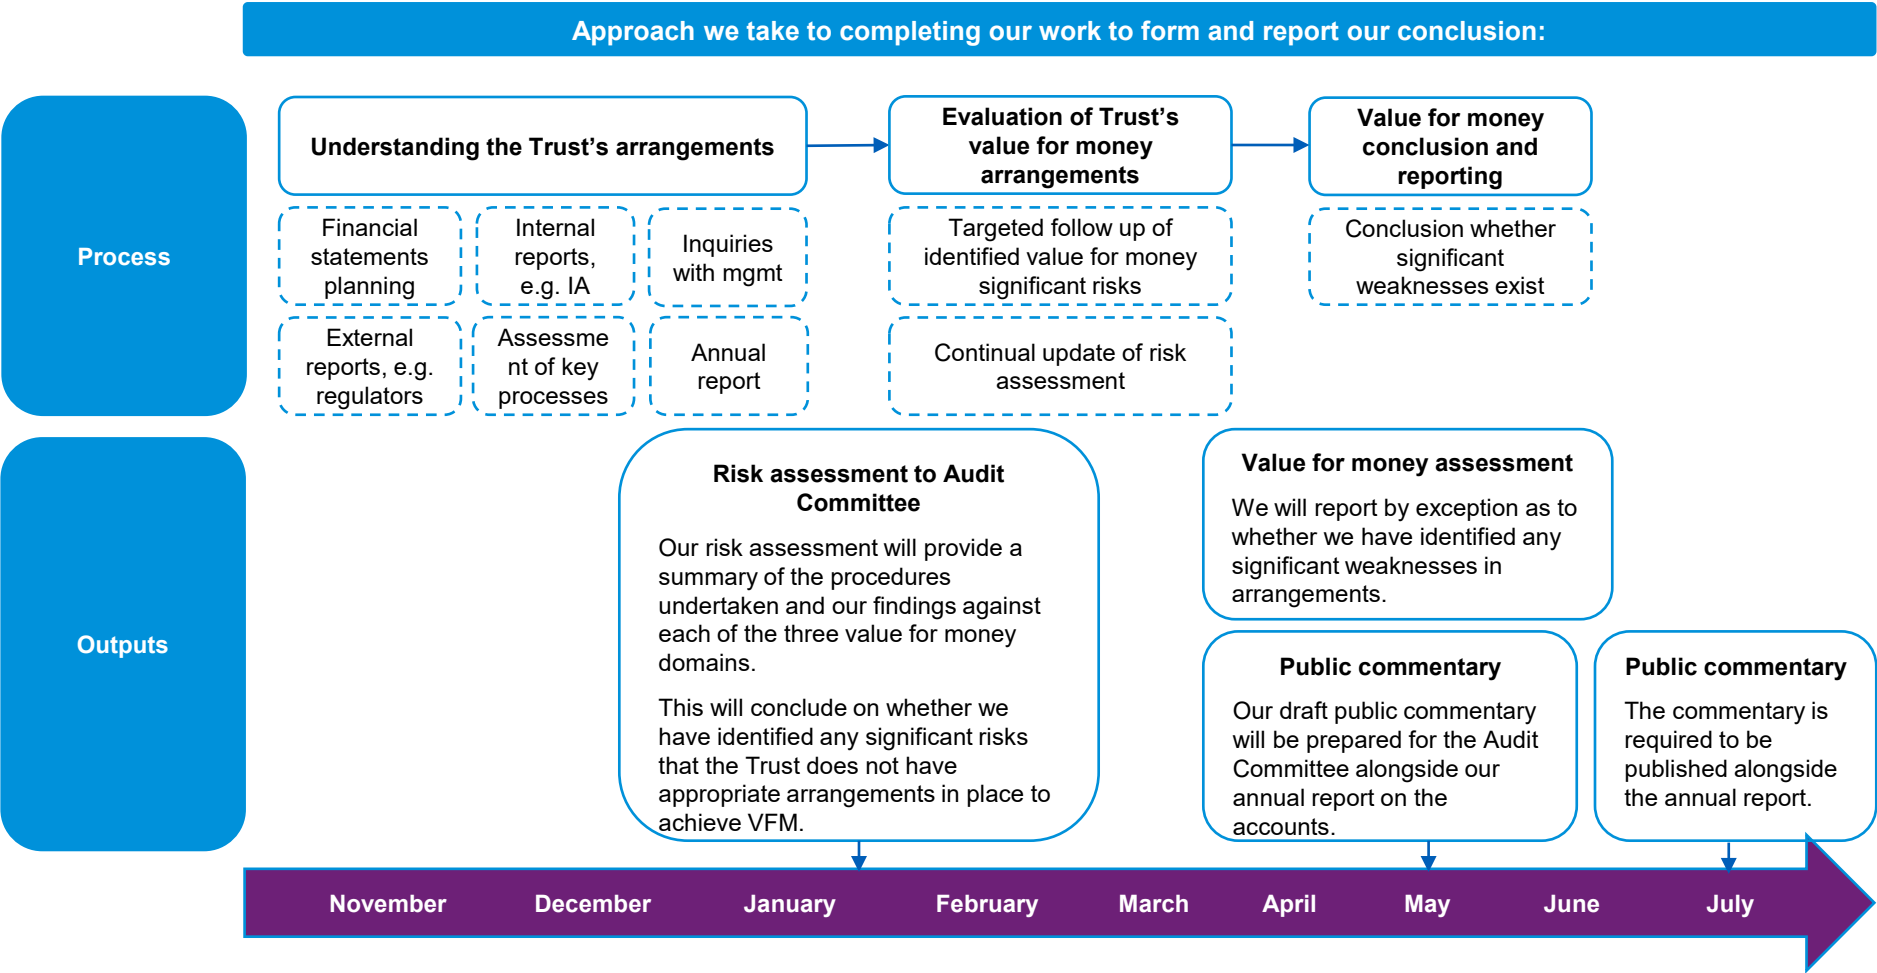 Approach we take to completing our work to form and report our conclusion:
Process
Understanding the Trust's arrangements
Evaluation of Trust's
value for money
arrangements
Value for money
conclusion and
reporting
Financial
statements
planning
Internal
reports,
e.g. IA
Inquiries
with mgmt
Targeted follow up of
identified value for money
significant risks
Conclusion whether
significant
weaknesses exist
External
reports, e.g.
regulators
Assessme
nt of key
processes
Annual
report
Continual update of risk
assessment
Outputs
Risk assessment to Audit
Committee
Our risk assessment will provide a
summary of the procedures
undertaken and our findings against
each of the three value for money
domains.
This will conclude on whether we
have identified any significant risks
that the Trust does not have
appropriate arrangements in place to
achieve VFM.
Value for money assessment
We will report by exception as to
whether we have identified any
significant weaknesses in
arrangements.
Public commentary
Our draft public commentary
will be prepared for the Audit
Committee alongside our
annual report on the
accounts.
Public commentary
The commentary is
required to be
published alongside
the annual report.
November December January February March April May June July